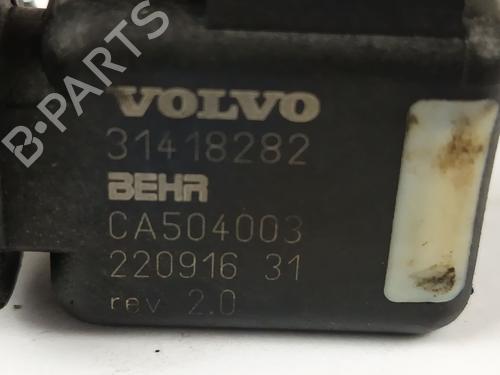 VOLVO
31418282
BEHR
CA504003
220916 31
rev 2.0
B-PARTS